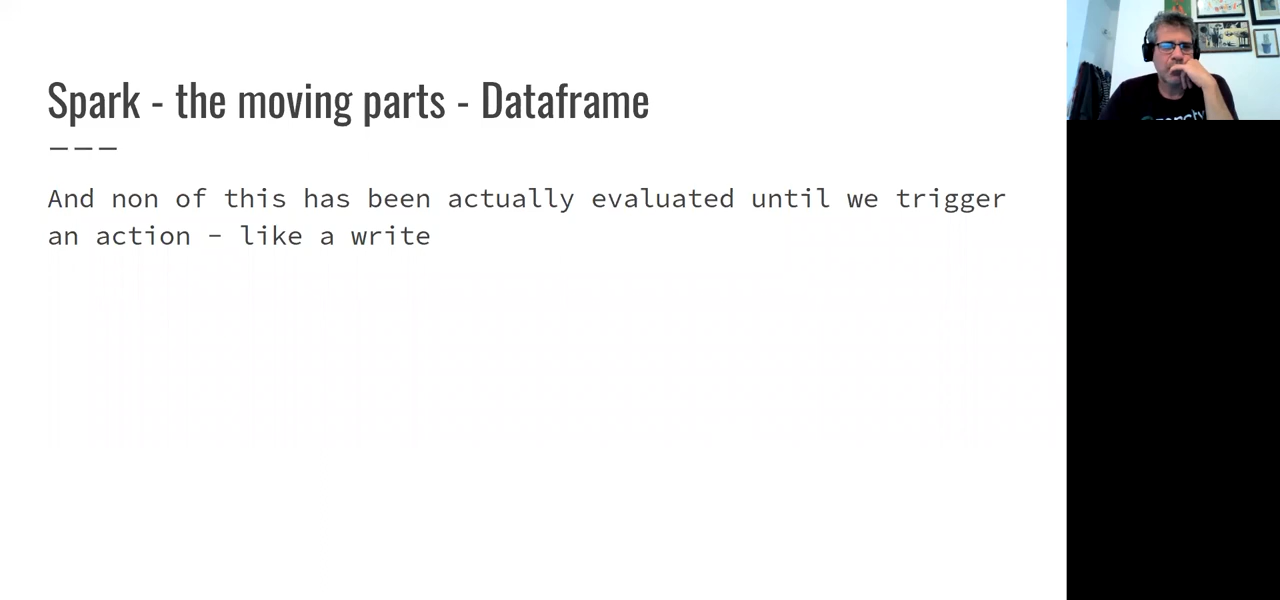 Spark - the moving parts - Dataframe
And non of this has been actually evaluated until we trigger
an action – like a write